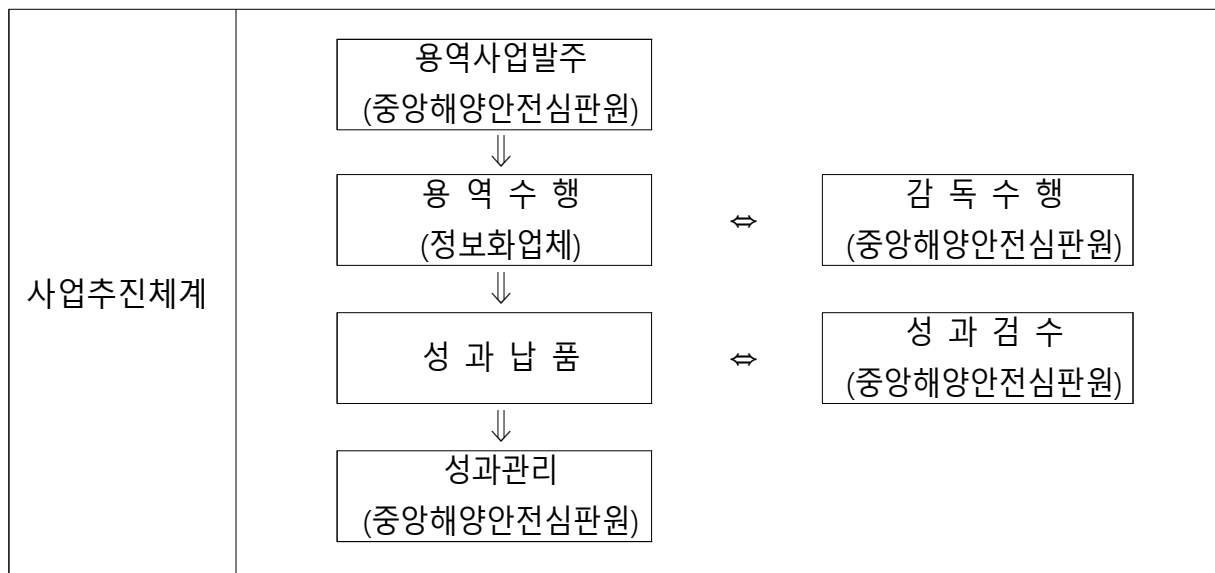 사업추진체계
용역사업발주
(중앙해양안전심판원)
⇓
용 역 수 행
(정보화업체)
⇔
감 독 수 행
(중앙해양안전심판원)
⇓
성 과 납 품
⇔
성 과 검 수
(중앙해양안전심판원)
⇓
성과관리
(중앙해양안전심판원)